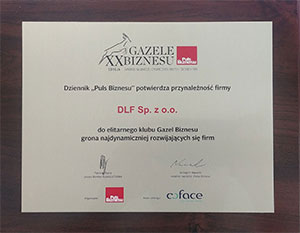 GAZELE
XX BIZNESU
Puls
Biznesu
Dziennik „Puls Biznesu” potwierdza przynależność firmy
DLF Sp. z o.o.
do elitarnego klubu Gazel Biznesu
grona najdynamiczniej rozwijających się firm
Puls
Biznesu
coface